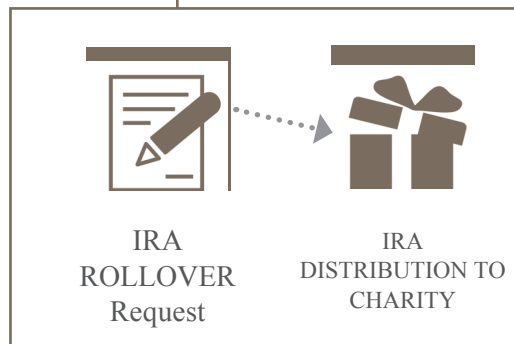 IRA
ROLLOVER
Request
IRA
DISTRIBUTION TO
CHARITY